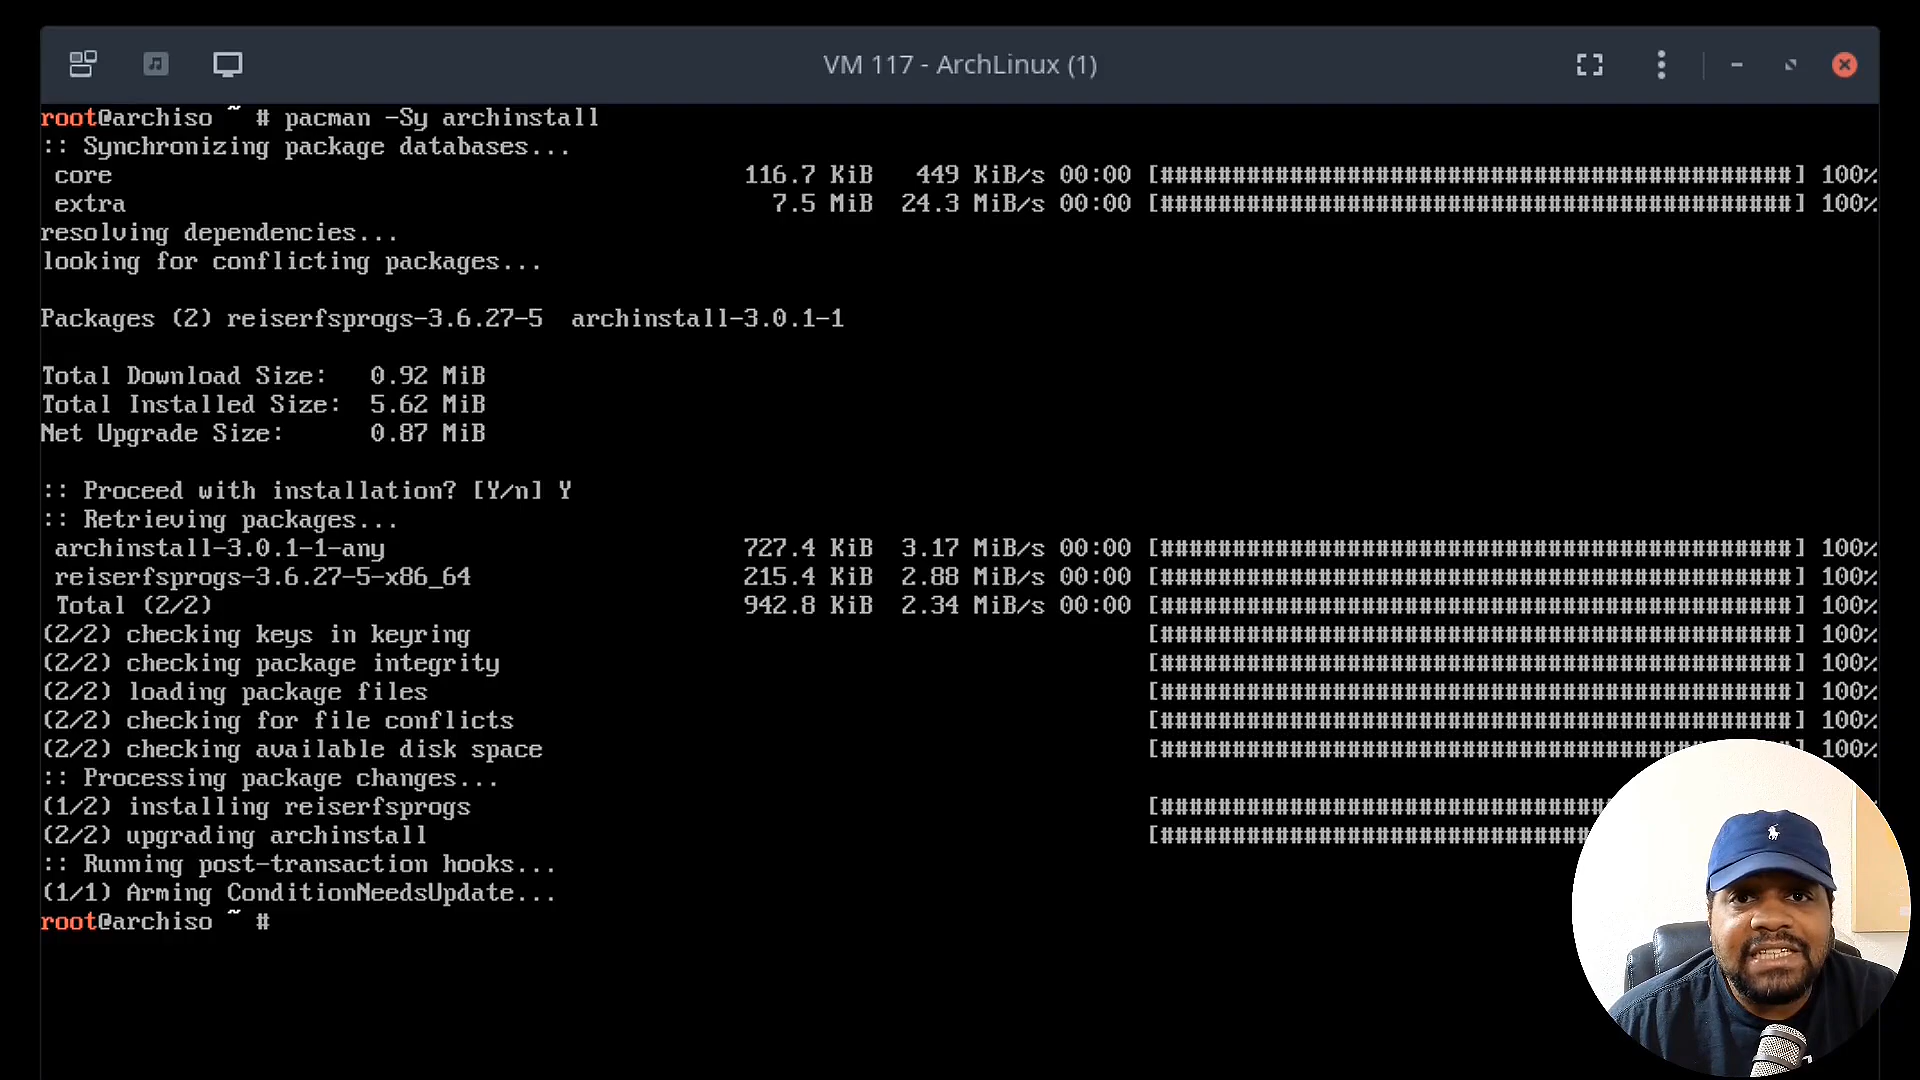 VM 117 - ArchLinux (1)
root@archiso ~ # pacman -Sy archinstall
:: Synchronizing package databases...
core 116.7 KiB 449 KiB/s 00:00 [############################################] 100%
extra 7.5 MiB 24.3 MiB/s 00:00 [############################################] 100%
resolving dependencies...
looking for conflicting packages...
Packages (2) reiserfsprogs-3.6.27-5 archinstall-3.0.1-1
Total Download Size: 0.92 MiB
Total Installed Size: 5.62 MiB
Net Upgrade Size: 0.87 MiB
:: Proceed with installation? [Y/n] Y
:: Retrieving packages...
archinstall-3.0.1-1-any 727.4 KiB 3.17 MiB/s 00:00 [############################################] 100%
reiserfsprogs-3.6.27-5-x86_64 215.4 KiB 2.88 MiB/s 00:00 [############################################] 100%
Total (2/2) 942.8 KiB 2.34 MiB/s 00:00 [############################################] 100%
(2/2) checking keys in keyring [############################################] 100%
(2/2) checking package integrity [############################################] 100%
(2/2) loading package files [############################################] 100%
(2/2) checking for file conflicts [############################################] 100%
(2/2) checking available disk space [############################################] 100%
:: Processing package changes...
(1/2) installing reiserfsprogs [###############################
(2/2) upgrading archinstall [##############################
:: Running post-transaction hooks...
(1/1) Arming ConditionNeedsUpdate...
root@archiso ~ #